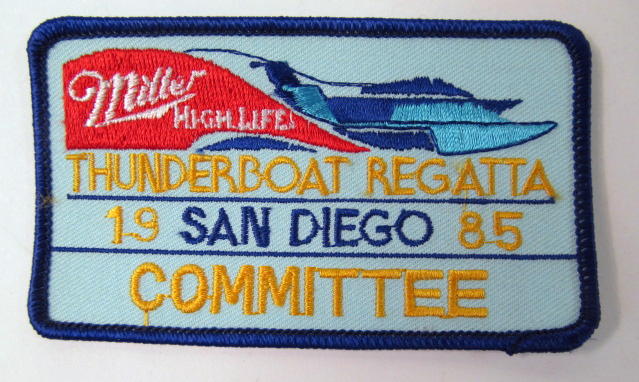 Miller
HIGH LIFE
THUNDERBOAT REGATTA
19 SAN DIEGO 85
COMMITTEE